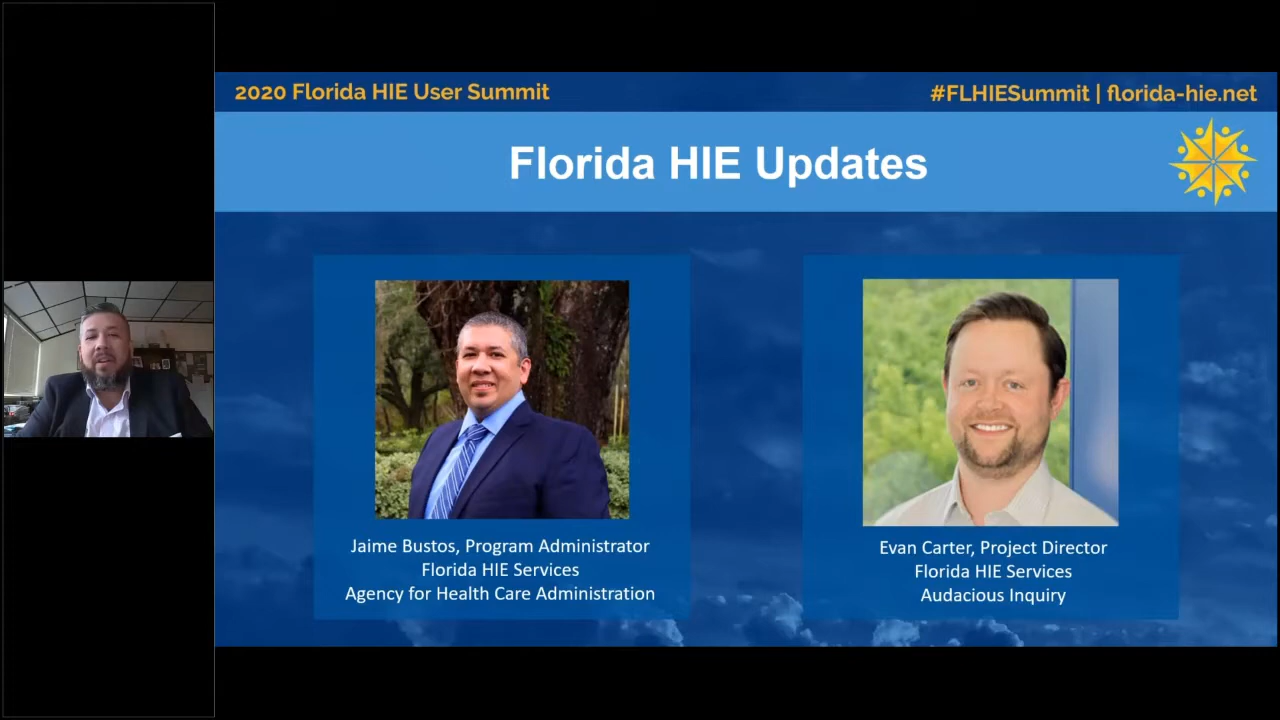 2020 Florida HIE User Summit
#FLHIESummit | florida-hie.net
Florida HIE Updates
Jaime Bustos, Program Administrator
Florida HIE Services
Agency for Health Care Administration
Evan Carter, Project Director
Florida HIE Services
Audacious Inquiry